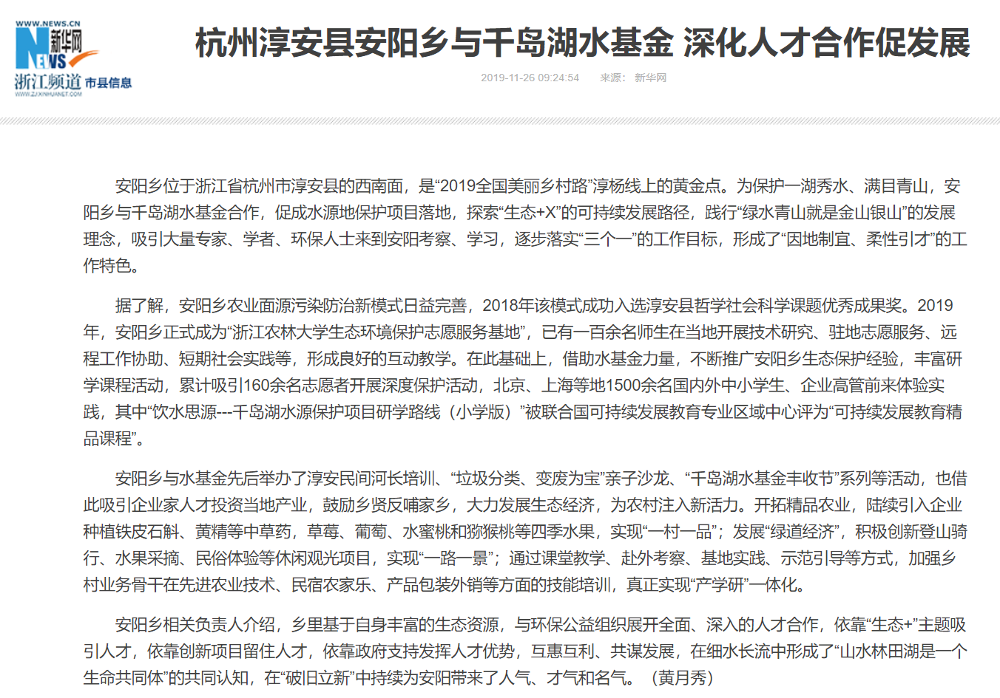 WWW.NEWS.CN
新华网
NEWS
浙江频道 市县信息
WWW.ZJ.XINHUANET.COM
杭州淳安县安阳乡与千岛湖水基金 深化人才合作促发展
2019-11-26 09:24:54 来源： 新华网
安阳乡位于浙江省杭州市淳安县的西南面，是“2019全国美丽乡村路”淳杨线上的黄金点。为保护一湖秀水、满目青山，安
阳乡与千岛湖水基金合作，促成水源地保护项目落地，探索“生态+X”的可持续发展路径，践行“绿水青山就是金山银山”的发展
理念，吸引大量专家、学者、环保人士来到安阳考察、学习，逐步落实“三个一”的工作目标，形成了“因地制宜、柔性引才”的工
作特色。
据了解，安阳乡农业面源污染防治新模式日益完善，2018年该模式成功入选淳安县哲学社会科学课题优秀成果奖。2019
年，安阳乡正式成为“浙江农林大学生态环境保护志愿服务基地”，已有一百余名师生在当地开展技术研究、驻地志愿服务、远
程工作协助、短期社会实践等，形成良好的互动教学。在此基础上，借助水基金力量，不断推广安阳乡生态保护经验，丰富研
学课程活动，累计吸引160余名志愿者开展深度保护活动，北京、上海等地1500余名国内外中小学生、企业高管前来体验实
践，其中“饮水思源---千岛湖水源保护项目研学路线（小学版）”被联合国可持续发展教育专业区域中心评为“可持续发展教育精
品课程”。
安阳乡与水基金先后举办了淳安民间河长培训、“垃圾分类、变废为宝”亲子沙龙、“千岛湖水基金丰收节”系列等活动，也借
此吸引企业家人才投资当地产业，鼓励乡贤反哺家乡，大力发展生态经济，为农村注入新活力。开拓精品农业，陆续引入企业
种植铁皮石斛、黄精等中草药，草莓、葡萄、水蜜桃和猕猴桃等四季水果，实现“一村一品”；发展“绿道经济”，积极创新登山骑
行、水果采摘、民俗体验等休闲观光项目，实现“一路一景”；通过课堂教学、赴外考察、基地实践、示范引导等方式，加强乡
村业务骨干在先进农业技术、民宿农家乐、产品包装外销等方面的技能培训，真正实现“产学研”一体化。
安阳乡相关负责人介绍，乡里基于自身丰富的生态资源，与环保公益组织展开全面、深入的人才合作，依靠“生态+”主题吸
引人才，依靠创新项目留住人才，依靠政府支持发挥人才优势，互惠互利、共谋发展，在细水长流中形成了“山水林田湖是一个
生命共同体”的共同认知，在“破旧立新”中持续为安阳带来了人气、才气和名气。（黄月秀）